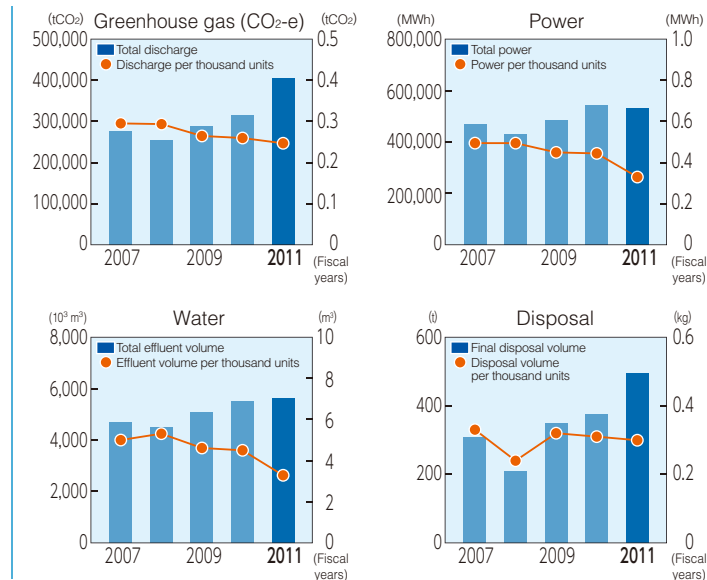 Greenhouse gas (CO₂-e)
(tCO₂)
(tCO₂)
500,000
400,000
300,000
200,000
100,000
0
Total discharge
Discharge per thousand units
0.5
0.4
0.3
0.2
0.1
0
2007
2009
2011
(Fiscal
years)
Power
(MWh)
(MWh)
800,000
600,000
400,000
200,000
0
Total power
Power per thousand units
1.0
0.8
0.6
0.4
0.2
0
2007
2009
2011
(Fiscal
years)
Water
(10³ m³)
(m³)
8,000
6,000
4,000
2,000
0
Total effluent volume
Effluent volume per thousand units
10
8
6
4
2
0
2007
2009
2011
(Fiscal
years)
Disposal
(t)
(kg)
600
400
200
0
Final disposal volume
Disposal volume
per thousand units
0.6
0.4
0.2
0
2007
2009
2011
(Fiscal
years)